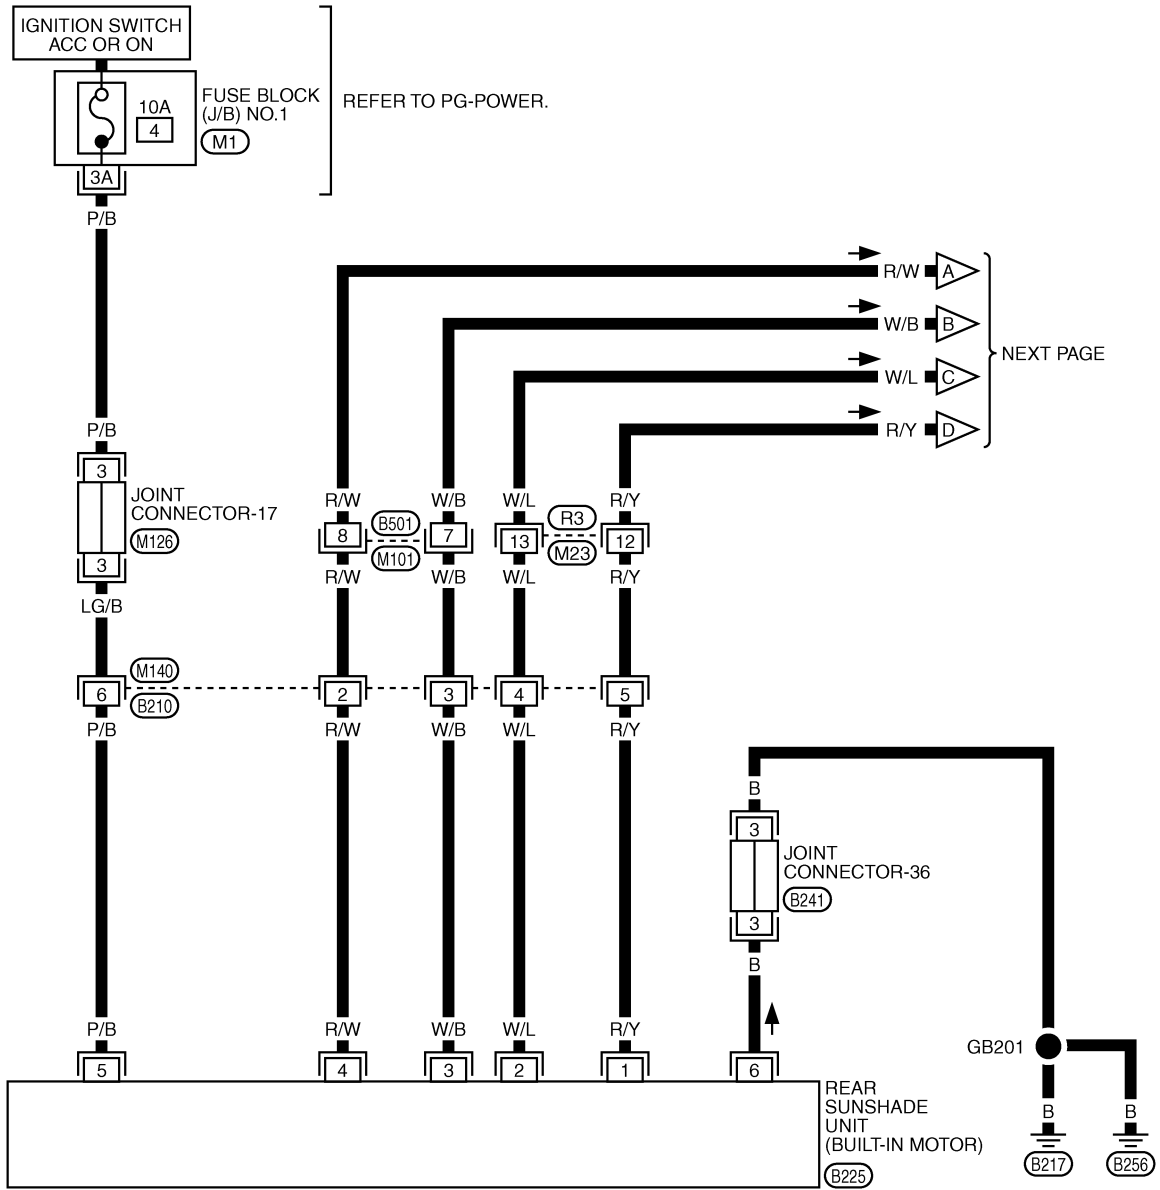 IGNITION SWITCH
ACC OR ON
10A
4
FUSE BLOCK
(J/B) NO.1
M1
REFER TO PG-POWER.
3A
P/B
R/W
A
W/B
B
NEXT PAGE
W/L
C
R/Y
D
P/B
3
JOINT
CONNECTOR-17
M126
3
LG/B
R/W
W/B
W/L
R/Y
8
B501
M101
7
13
R3
M23
12
R/W
W/B
W/L
R/Y
M140
B210
6
2
3
4
5
P/B
R/W
W/B
W/L
R/Y
B
3
JOINT
CONNECTOR-36
B241
3
B
P/B
R/W
W/B
W/L
R/Y
5
4
3
2
1
6
GB201
B
B
B217
B256
REAR
SUNSHADE
UNIT
(BUILT-IN MOTOR)
B225